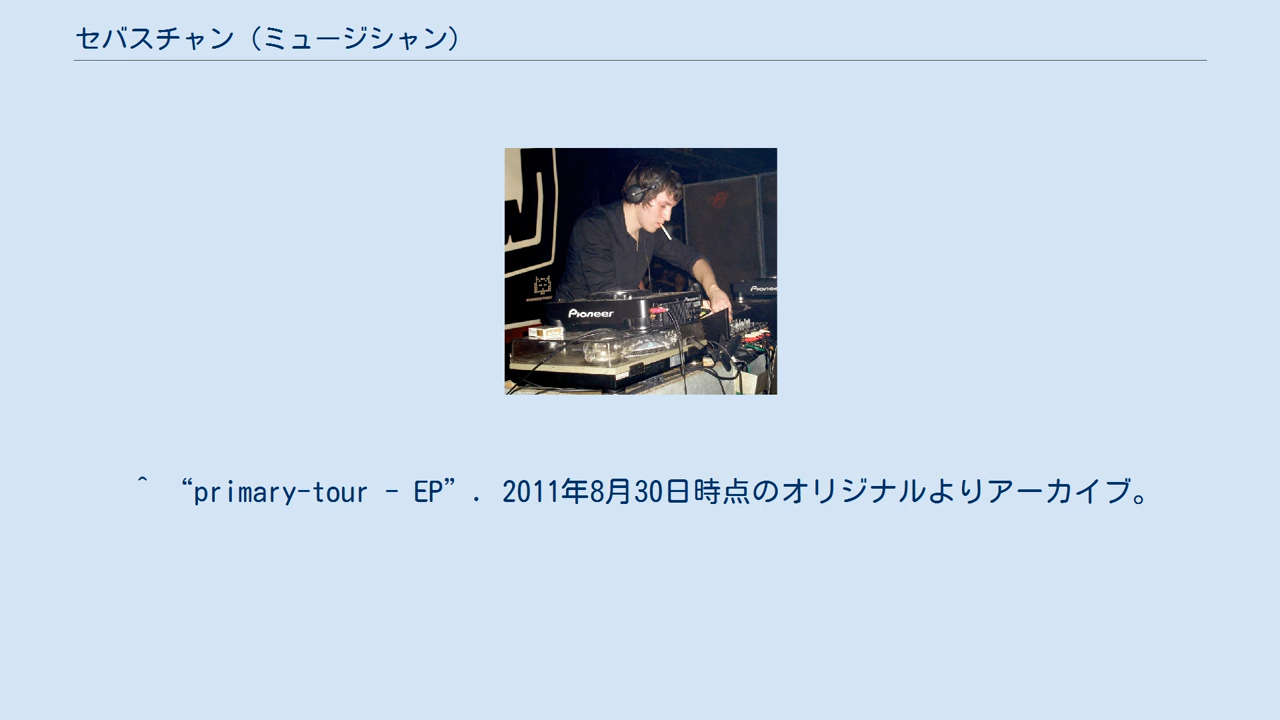 セバスチャン（ミュージシャン）
Pioneer
Pioneer
^ “primary-tour - EP”. 2011年8月30日時点のオリジナルよりアーカイブ。